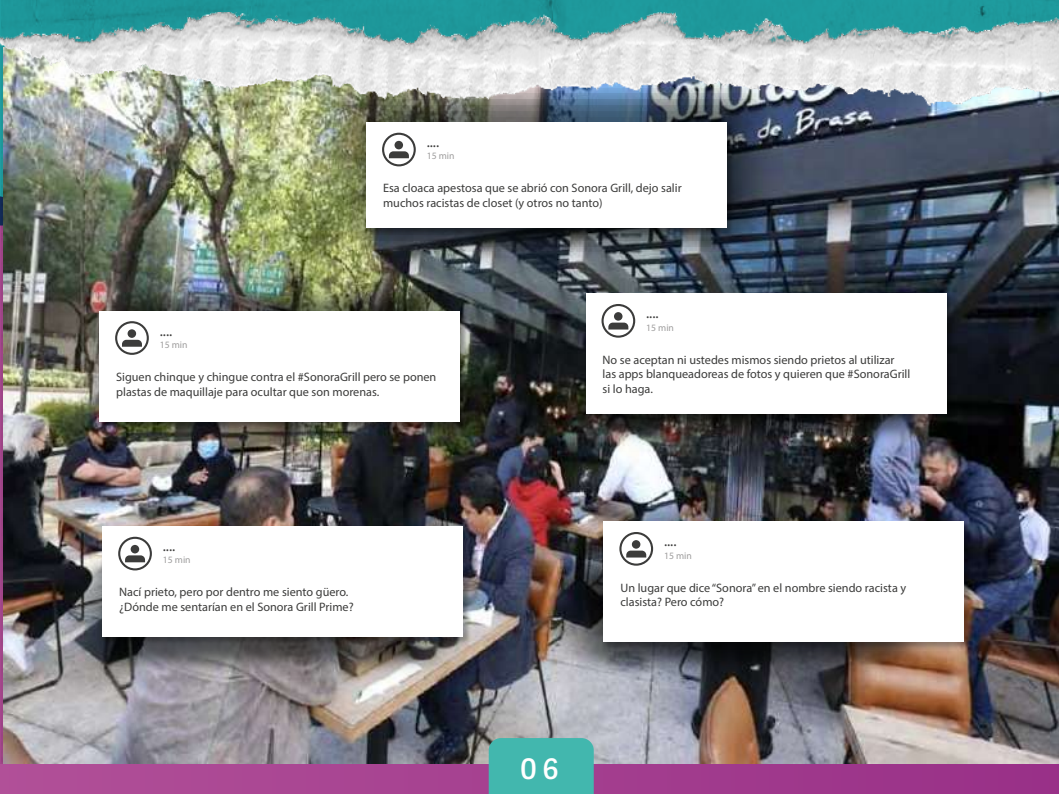 Sonora
de Brasa
....
15 min
Esa cloaca apestosa que se abrió con Sonora Grill, dejo salir
muchos racistas de closet (y otros no tanto)
....
15 min
Siguen chinque y chingue contra el #SonoraGrill pero se ponen
plastas de maquillaje para ocultar que son morenas.
....
15 min
No se aceptan ni ustedes mismos siendo prietos al utilizar
las apps blanqueadoreas de fotos y quieren que #SonoraGrill
si lo haga.
....
15 min
Nací prieto, pero por dentro me siento güero.
¿Dónde me sentarían en el Sonora Grill Prime?
....
15 min
Un lugar que dice “Sonora” en el nombre siendo racista y
clasista? Pero cómo?
06